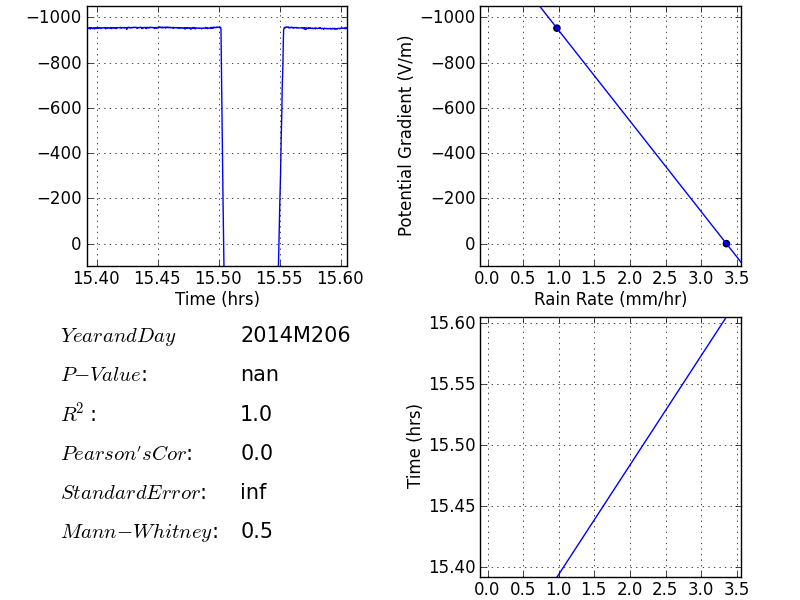 −1000
−800
−600
−400
−200
0
15.40 15.45 15.50 15.55 15.60
Time (hrs)
Potential Gradient (V/m)
−1000
−800
−600
−400
−200
0
0.0 0.5 1.0 1.5 2.0 2.5 3.0 3.5
Rain Rate (mm/hr)
YearandDay 2014M206
P−Value: nan
R² : 1.0
Pearson'sCor: 0.0
StandardError: inf
Mann−Whitney: 0.5
Time (hrs)
15.60
15.55
15.50
15.45
15.40
0.0 0.5 1.0 1.5 2.0 2.5 3.0 3.5